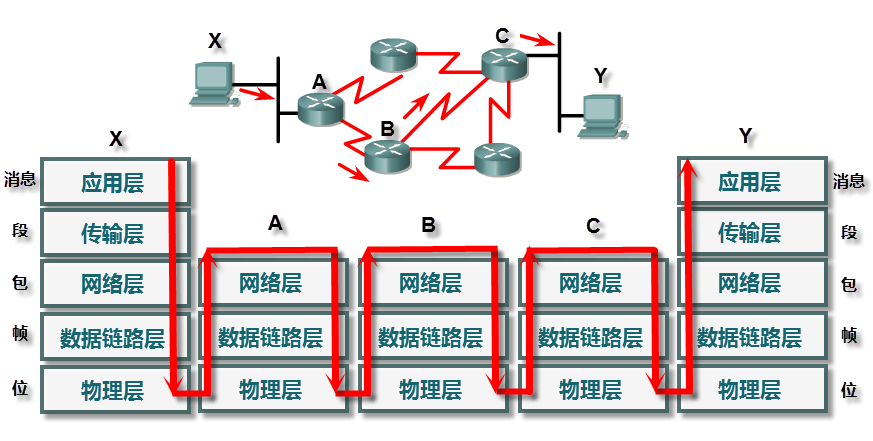 X
A
B
C
Y
X
Y
消息
应用层
应用层
消息
段
传输层
A
B
C
传输层
段
包
网络层
网络层
网络层
网络层
网络层
包
帧
数据链路层
数据链路层
数据链路层
数据链路层
数据链路层
帧
位
物理层
物理层
物理层
物理层
物理层
位